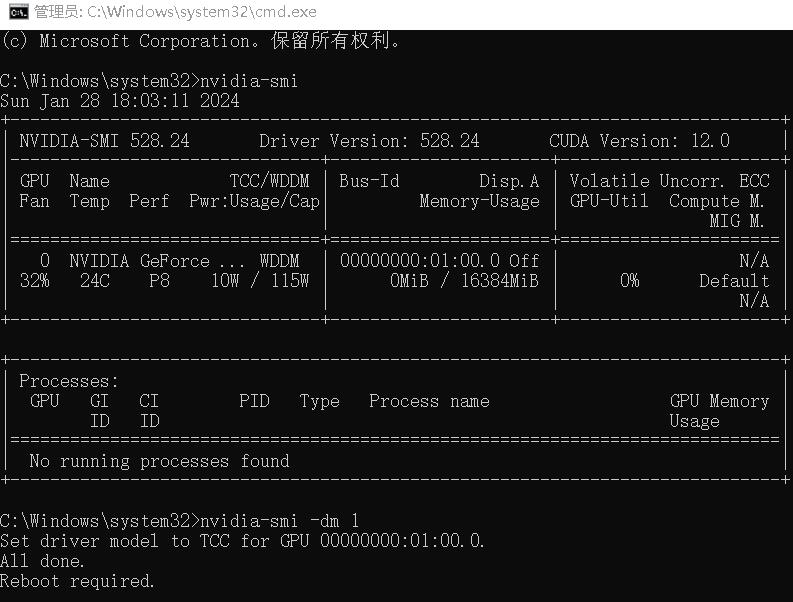 管理员: C:\Windows\system32\cmd.exe
(c) Microsoft Corporation。保留所有权利。
C:\Windows\system32>nvidia-smi
Sun Jan 28 18:03:11 2024
+-----------------------------------------------------------------------------+
| NVIDIA-SMI 528.24       Driver Version: 528.24       CUDA Version: 12.0     |
|-------------------------------+----------------------+----------------------+
| GPU  Name            TCC/WDDM | Bus-Id        Disp.A | Volatile Uncorr. ECC |
| Fan  Temp  Perf  Pwr:Usage/Cap|         Memory-Usage | GPU-Util  Compute M. |
|                               |                      |               MIG M. |
|===============================+======================+======================|
|   0  NVIDIA GeForce ... WDDM  | 00000000:01:00.0 Off |                  N/A |
| 32%   24C    P8    10W / 115W |      0MiB / 16384MiB |      0%      Default |
|                               |                      |                  N/A |
+-------------------------------+----------------------+----------------------+
+-----------------------------------------------------------------------------+
| Processes:                                                                  |
|  GPU   GI   CI        PID   Type   Process name                  GPU Memory |
|        ID   ID                                                   Usage      |
|=============================================================================|
|  No running processes found                                                 |
+-----------------------------------------------------------------------------+
C:\Windows\system32>nvidia-smi -dm 1
Set driver model to TCC for GPU 00000000:01:00.0.
All done.
Reboot required.